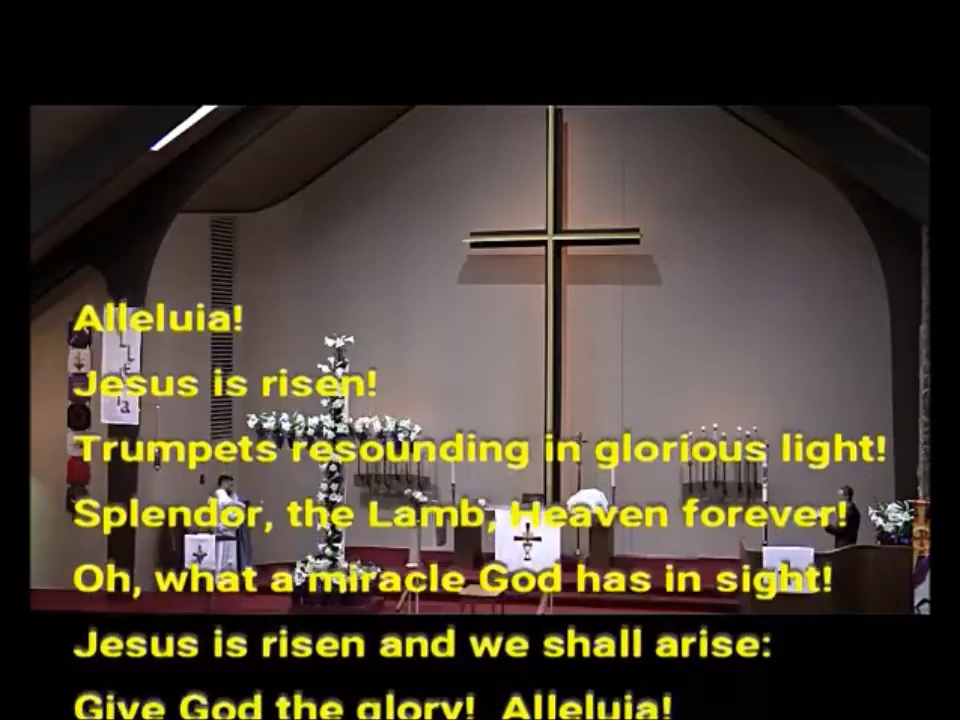 Alleluia!
Jesus is risen!
Trumpets resounding in glorious light!
Splendor, the Lamb, Heaven forever!
Oh, what a miracle God has in sight!
Jesus is risen and we shall arise:
Give God the glory!  Alleluia!